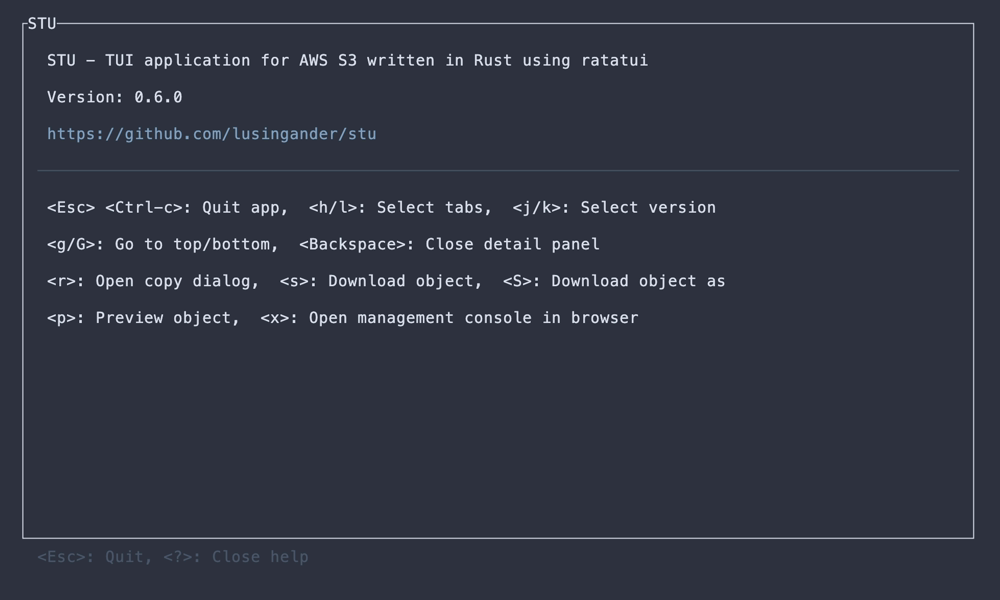 STU
STU - TUI application for AWS S3 written in Rust using ratatui
Version: 0.6.0
https://github.com/lusingander/stu
<Esc> <Ctrl-c>: Quit app,  <h/l>: Select tabs,  <j/k>: Select version
<g/G>: Go to top/bottom,  <Backspace>: Close detail panel
<r>: Open copy dialog,  <s>: Download object,  <S>: Download object as
<p>: Preview object,  <x>: Open management console in browser
<Esc>: Quit, <?>: Close help